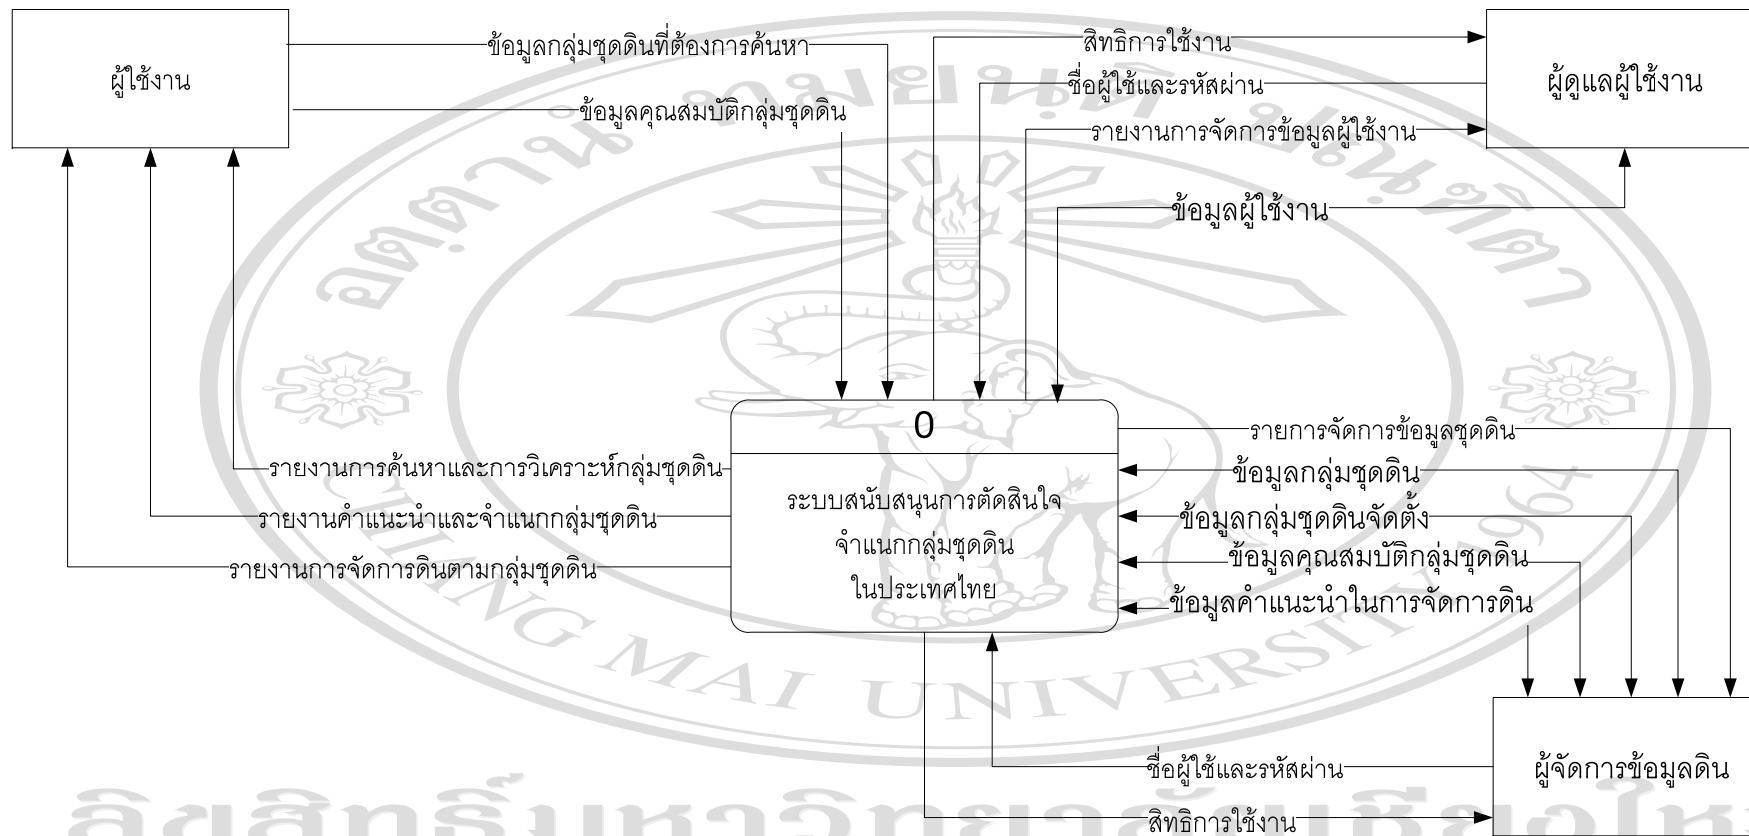 ผู้ใช้งาน
ข้อมูลกลุ่มชุดดินที่ต้องการค้นหา
ข้อมูลคุณสมบัติกลุ่มชุดดิน
สิทธิการใช้งาน
ชื่อผู้ใช้และรหัสผ่าน
รายงานการจัดการข้อมูลผู้ใช้งาน
ข้อมูลผู้ใช้งาน
ผู้ดูแลผู้ใช้งาน
0
ระบบสนับสนุนการตัดสินใจ
จำแนกกลุ่มชุดดิน
ในประเทศไทย
รายงานการค้นหาและการวิเคราะห์กลุ่มชุดดิน
รายงานคำแนะนำและจำแนกกลุ่มชุดดิน
รายงานการจัดการดินตามกลุ่มชุดดิน
รายการจัดการข้อมูลชุดดิน
ข้อมูลกลุ่มชุดดิน
ข้อมูลกลุ่มชุดดินจัดตั้ง
ข้อมูลคุณสมบัติกลุ่มชุดดิน
ข้อมูลคำแนะนำในการจัดการดิน
ชื่อผู้ใช้และรหัสผ่าน
สิทธิการใช้งาน
ผู้จัดการข้อมูลดิน
CHIANG MAI UNIVERSITY 1964